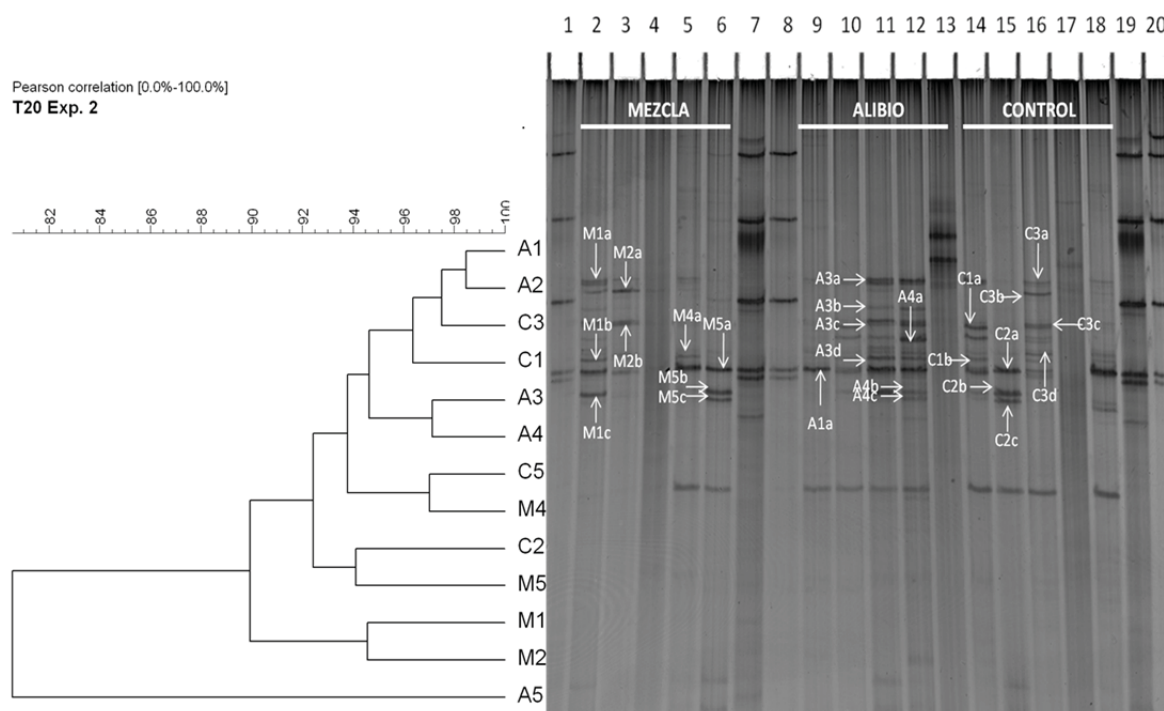 1 2 3 4 5 6 7 8 9 10 11 12 13 14 15 16 17 18 19 20
Pearson correlation [0.0%-100.0%]
T20 Exp. 2
MEZCLA ALIBIO CONTROL
82 84 86 88 90 92 94 96 98 100
A1
A2
C3
C1
A3
A4
C5
M4
C2
M5
M1
M2
A5
M1a
M2a
M1b
M2b
M1c
M4a
M5a
M5b
M5c
A3a
A3b
A3c
A3d
A4a
A4b
A4c
A1a
C1a
C1b
C2a
C2b
C2c
C3a
C3b
C3c
C3d